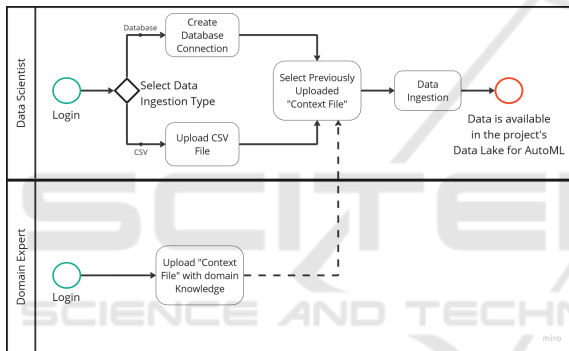 Data Scientist
Login
Select Data
Ingestion Type
Database
CSV
Create
Database
Connection
Upload CSV
File
Select Previously
Uploaded
"Context File"
Data
Ingestion
Data is available
in the project's
Data Lake for AutoML
Domain Expert
Login
Upload "Context
File" with domain
Knowledge
SCITE
SCIENCE AND TECHN
miro